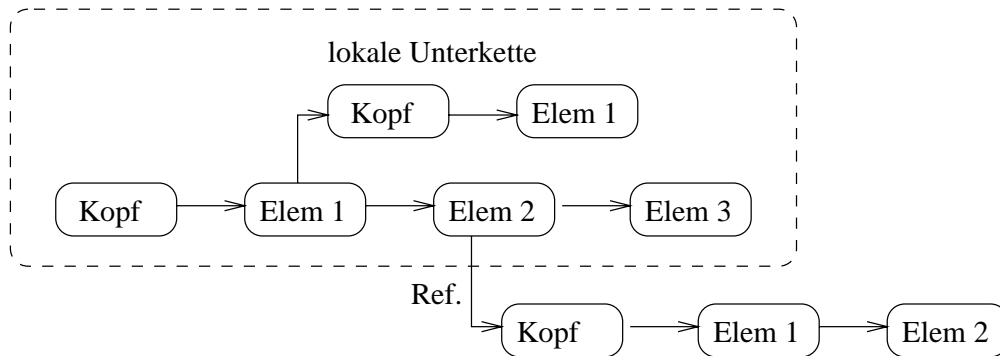 lokale Unterkette
Kopf Elem 1
Kopf Elem 1 Elem 2 Elem 3
Ref.
Kopf Elem 1 Elem 2